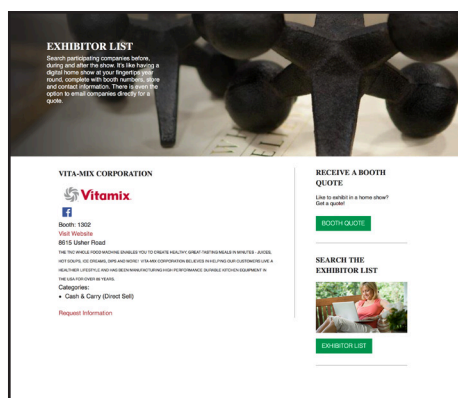 EXHIBITOR LIST
Search participating companies before,
during and after the show. It's like having a
digital home show at your fingertips year
round, complete with booth numbers, store
and contact information. There is even the
option to email companies directly for a
quote.
VITA-MIX CORPORATION
Vitamix
Booth: 1302
Visit Website
8615 Usher Road
THE TNC WHOLE FOOD MACHINE ENABLES YOU TO CREATE HEALTHY, GREAT-TASTING MEALS IN MINUTES - JUICES,
HOT SOUPS, ICE CREAMS, DIPS AND MORE! VITA-MIX CORPORATION BELIEVES IN HELPING OUR CUSTOMERS LIVE A
HEALTHIER LIFESTYLE AND HAS BEEN MANUFACTURING HIGH PERFORMANCE DURABLE KITCHEN EQUIPMENT IN
THE USA FOR OVER 85 YEARS.
Categories:
• Cash & Carry (Direct Sell)
Request Information
RECEIVE A BOOTH
QUOTE
Like to exhibit in a home show?
Get a quote!
BOOTH QUOTE
SEARCH THE
EXHIBITOR LIST
EXHIBITOR LIST